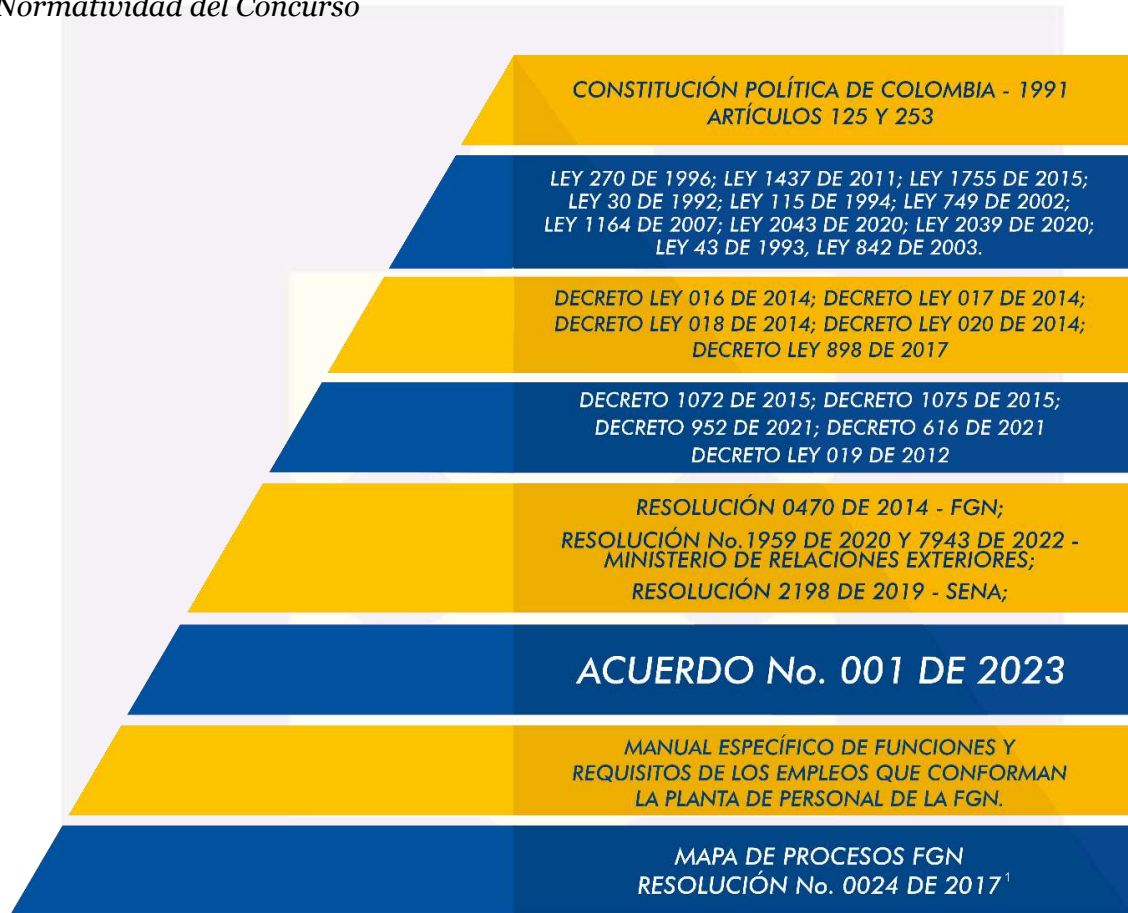 Normatividad del Concurso
CONSTITUCIÓN POLÍTICA DE COLOMBIA - 1991
ARTÍCULOS 125 Y 253
LEY 270 DE 1996; LEY 1437 DE 2011; LEY 1755 DE 2015;
LEY 30 DE 1992; LEY 115 DE 1994; LEY 749 DE 2002;
LEY 1164 DE 2007; LEY 2043 DE 2020; LEY 2039 DE 2020;
LEY 43 DE 1993, LEY 842 DE 2003.
DECRETO LEY 016 DE 2014; DECRETO LEY 017 DE 2014;
DECRETO LEY 018 DE 2014; DECRETO LEY 020 DE 2014;
DECRETO LEY 898 DE 2017
DECRETO 1072 DE 2015; DECRETO 1075 DE 2015;
DECRETO 952 DE 2021; DECRETO 616 DE 2021
DECRETO LEY 019 DE 2012
RESOLUCIÓN 0470 DE 2014 - FGN;
RESOLUCIÓN No.1959 DE 2020 Y 7943 DE 2022 -
MINISTERIO DE RELACIONES EXTERIORES;
RESOLUCIÓN 2198 DE 2019 - SENA;
ACUERDO No. 001 DE 2023
MANUAL ESPECÍFICO DE FUNCIONES Y
REQUISITOS DE LOS EMPLEOS QUE CONFORMAN
LA PLANTA DE PERSONAL DE LA FGN.
MAPA DE PROCESOS FGN
RESOLUCIÓN No. 0024 DE 2017¹